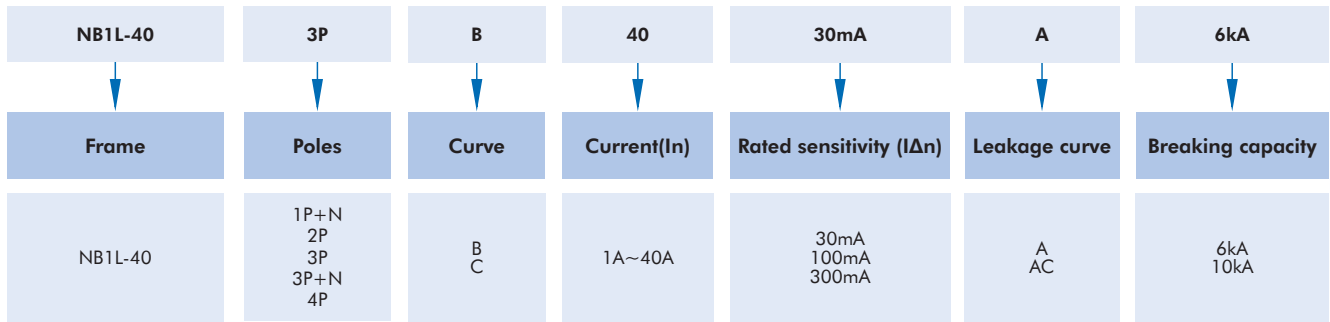 NB1L-40 3P B 40 30mA A 6kA
Frame Poles Curve Current(In) Rated sensitivity (IΔn) Leakage curve Breaking capacity
NB1L-40
1P+N
2P
3P
3P+N
4P
B
C
1A~40A
30mA
100mA
300mA
A
AC
6kA
10kA